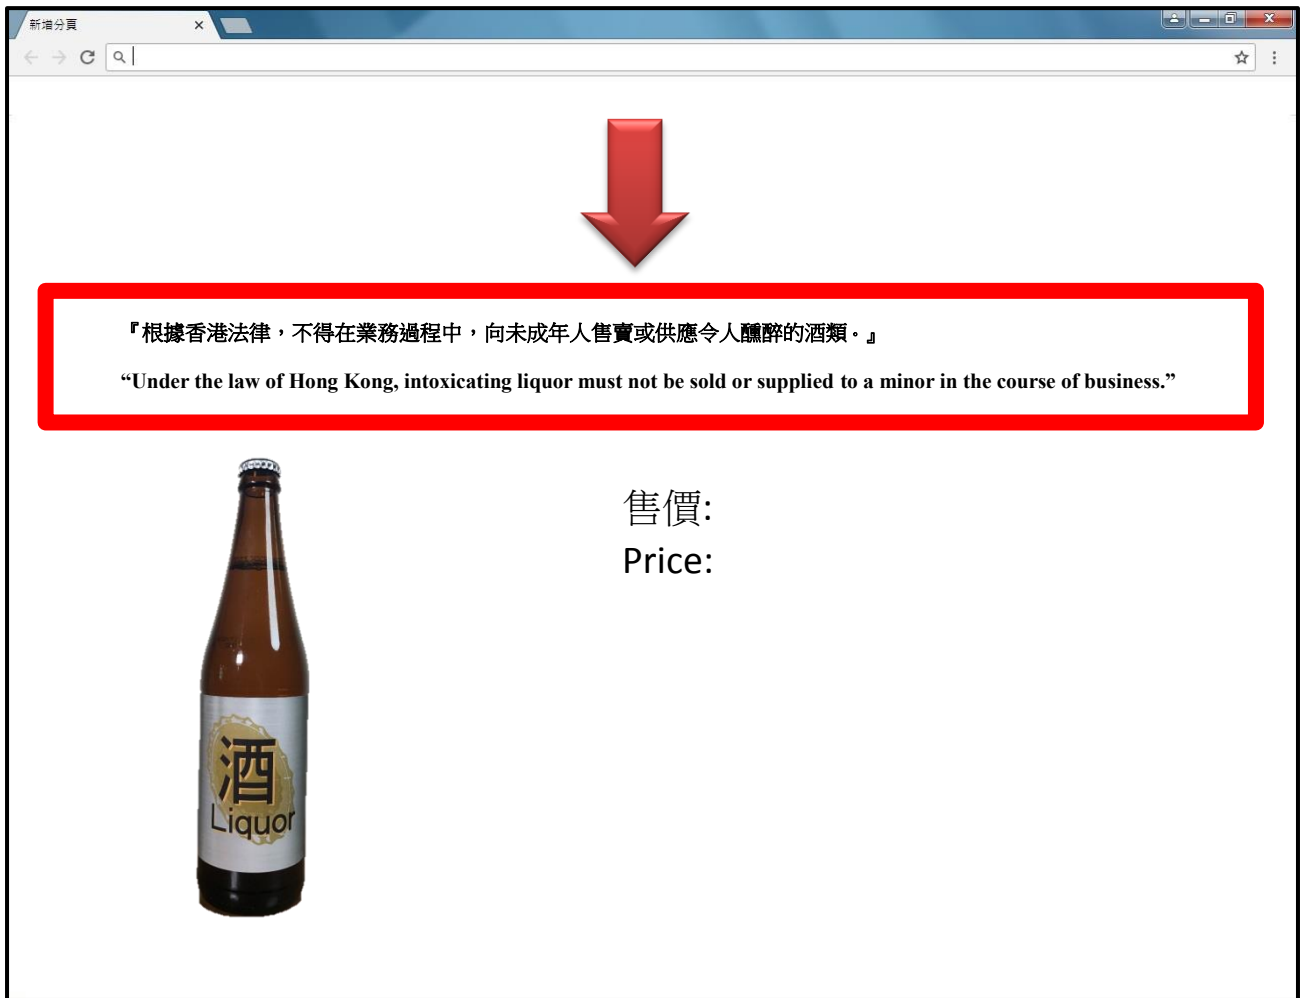 新增分頁
『根據香港法律，不得在業務過程中，向未成年人售賣或供應令人醺醉的酒類。』
“Under the law of Hong Kong, intoxicating liquor must not be sold or supplied to a minor in the course of business.”
售價:
Price:
酒
Liquor